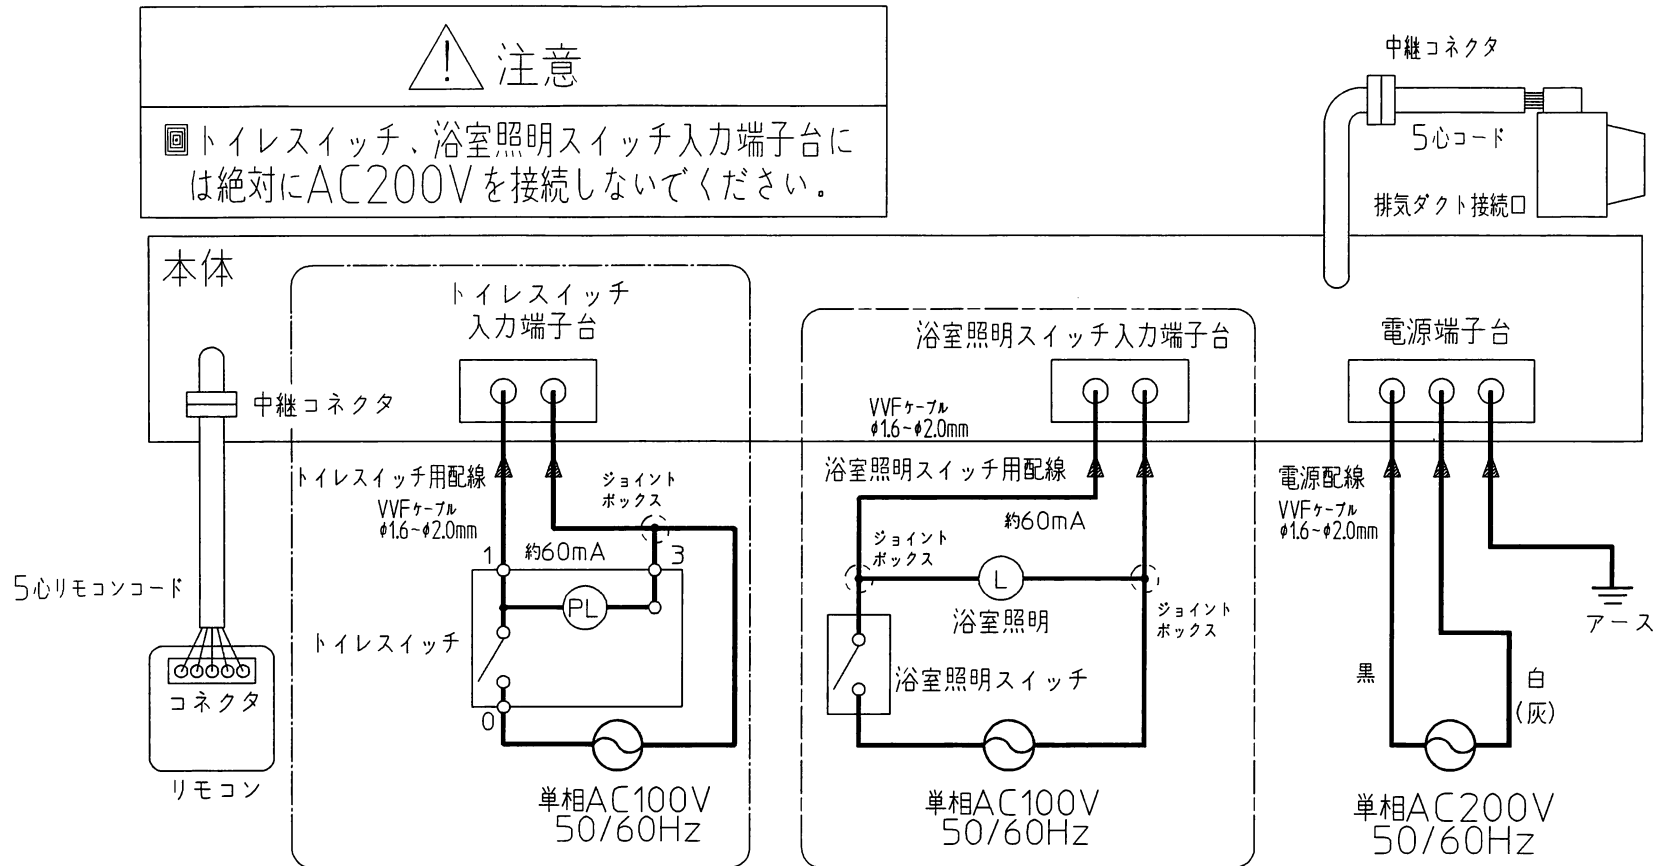 注意
トイレスイッチ、浴室照明スイッチ入力端子台に
は絶対にAC200Vを接続しないでください。
中継コネクタ
5心コード
排気ダクト接続口
本体
トイレスイッチ
入力端子台
浴室照明スイッチ入力端子台
電源端子台
中継コネクタ
VVFケーブル
φ1.6~φ2.0mm
トイレスイッチ用配線
VVFケーブル
φ1.6~φ2.0mm
ジョイント
ボックス
浴室照明スイッチ用配線
約60mA
電源配線
VVFケーブル
φ1.6~φ2.0mm
1
約60mA
3
ジョイント
ボックス
5心リモコンコード
PL
L
浴室照明
ジョイント
ボックス
アース
トイレスイッチ
浴室照明スイッチ
黒
白
(灰)
コネクタ
0
リモコン
単相AC100V
50/60Hz
単相AC100V
50/60Hz
単相AC200V
50/60Hz